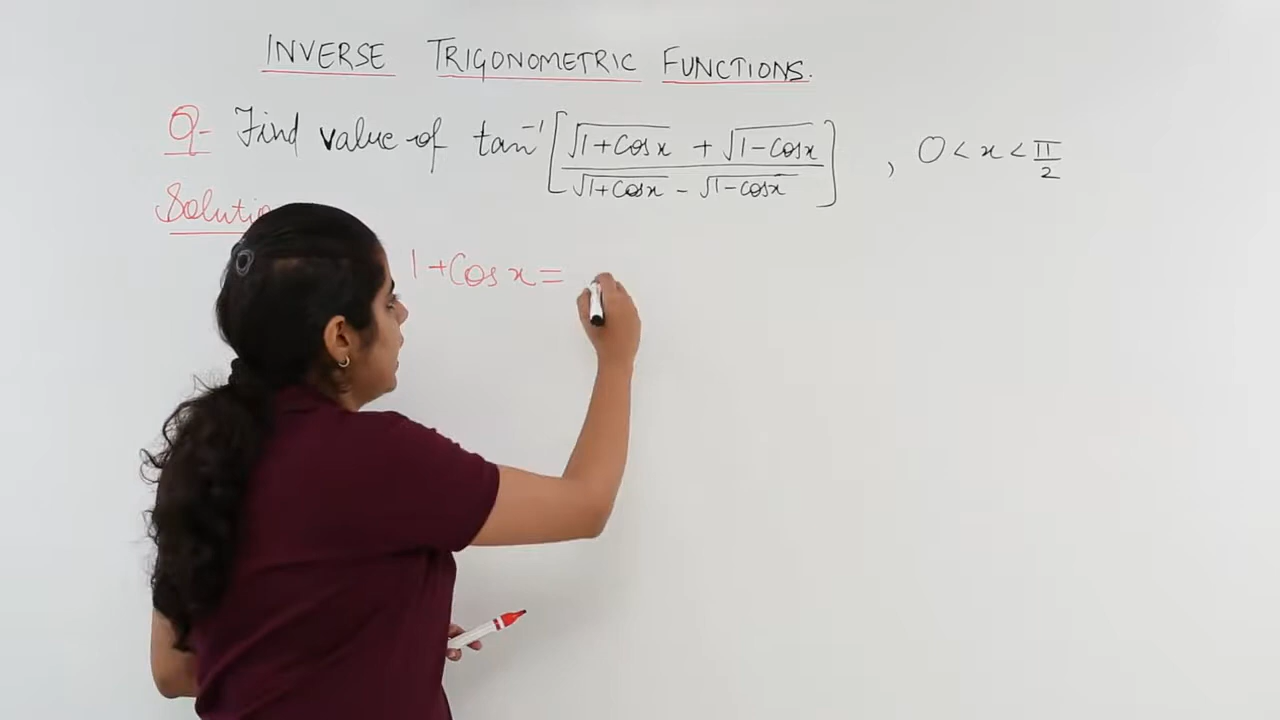 INVERSE TRIGONOMETRIC FUNCTIONS.
Q- Find value of tan⁻¹ [ (√1+Cosx + √1-Cosx) / (√1+Cosx - √1-Cosx) ] , 0 < x < π/2
1+Cos x =